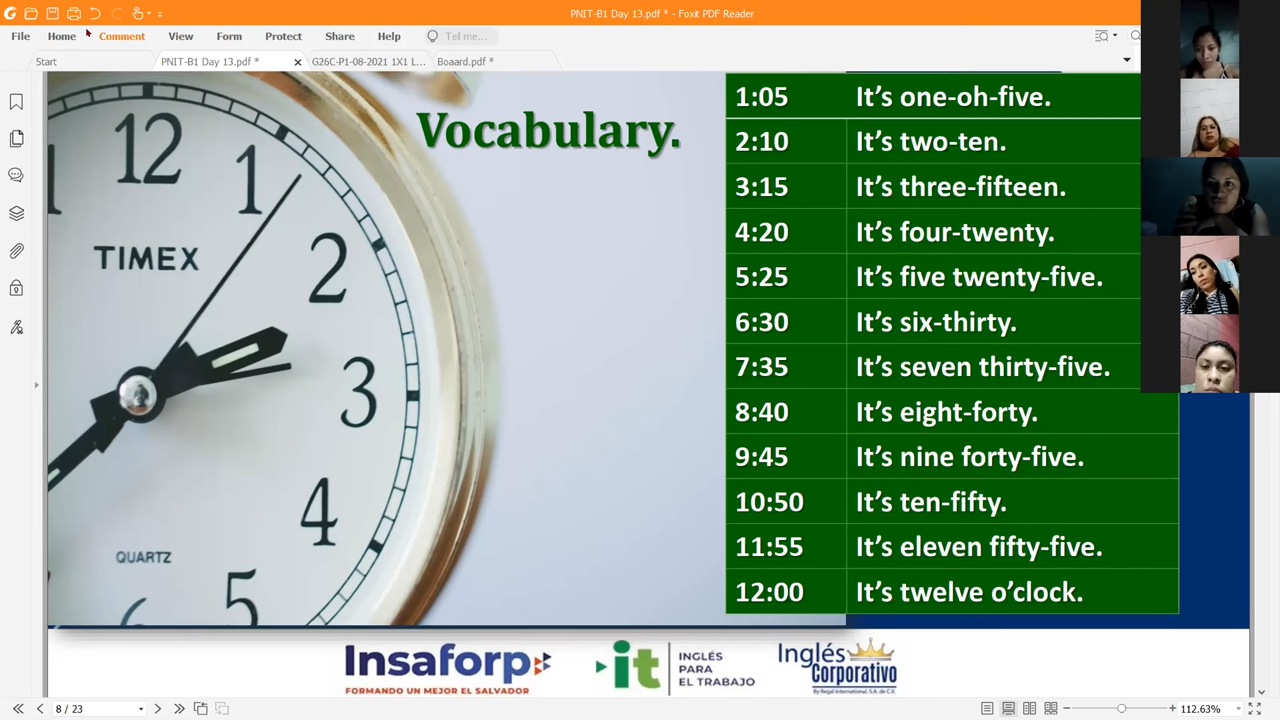 PNIT-B1 Day 13.pdf * - Foxit PDF Reader
File Home Comment View Form Protect Share Help Tell me...
Start PNIT-B1 Day 13.pdf * G26C-P1-08-2021 1X1 L... Boaard.pdf *
Vocabulary.
1:05 It's one-oh-five.
2:10 It's two-ten.
3:15 It's three-fifteen.
4:20 It's four-twenty.
5:25 It's five twenty-five.
6:30 It's six-thirty.
7:35 It's seven thirty-five.
8:40 It's eight-forty.
9:45 It's nine forty-five.
10:50 It's ten-fifty.
11:55 It's eleven fifty-five.
12:00 It's twelve o'clock.
12
1
2
TIMEX
3
4
QUARTZ
5
6
Insaforp
FORMANDO UN MEJOR EL SALVADOR
it
INGLÉS
PARA
EL TRABAJO
Inglés
Corporativo
By Regal International, S.A. de C.V.
8 / 23
112.63%